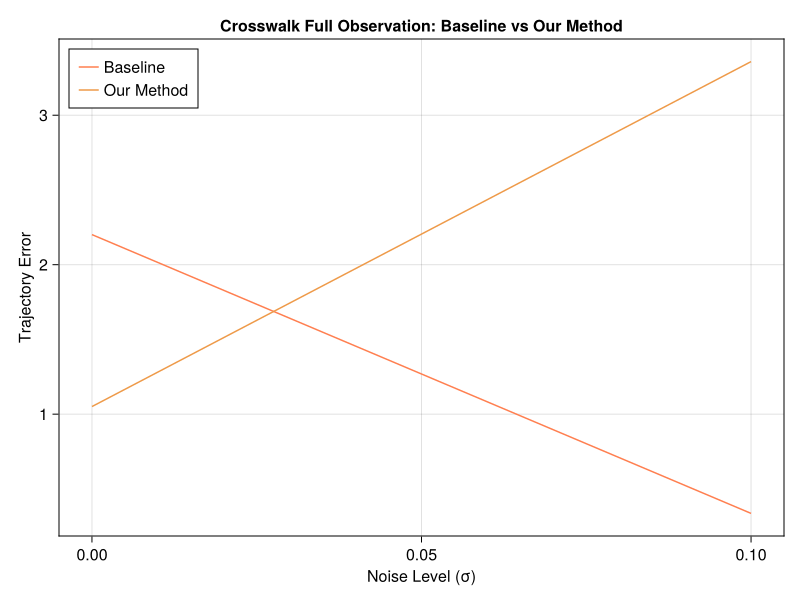 Crosswalk Full Observation: Baseline vs Our Method
Baseline
Our Method
3
2
1
Trajectory Error
0.00
0.05
0.10
Noise Level (σ)